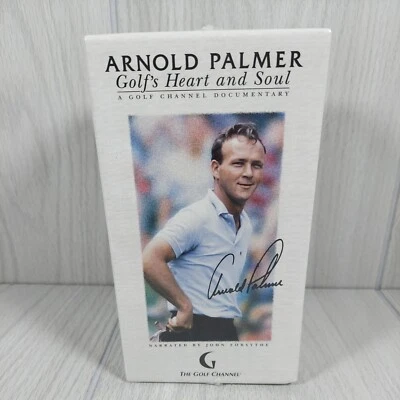 ARNOLD PALMER
Golf's Heart and Soul
A GOLF CHANNEL DOCUMENTARY
Arnold Palmer
NARRATED BY JOHN FORSYTHE
G
THE GOLF CHANNEL